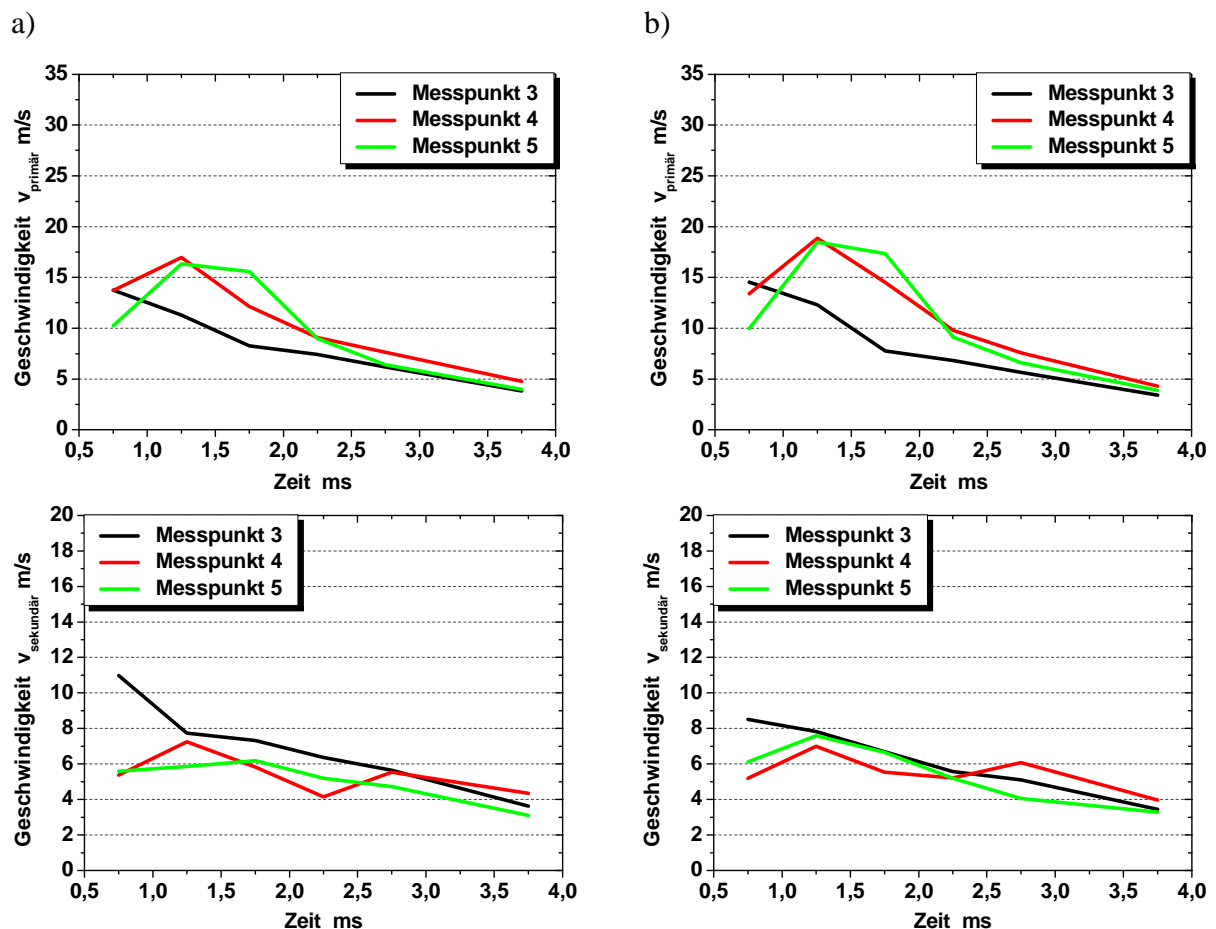 a)
b)
Geschwindigkeit v_primär m/s
35
30
25
20
15
10
5
0
Messpunkt 3
Messpunkt 4
Messpunkt 5
0,5 1,0 1,5 2,0 2,5 3,0 3,5 4,0
Zeit ms
Geschwindigkeit v_primär m/s
35
30
25
20
15
10
5
0
Messpunkt 3
Messpunkt 4
Messpunkt 5
0,5 1,0 1,5 2,0 2,5 3,0 3,5 4,0
Zeit ms
Geschwindigkeit v_sekundär m/s
20
18
16
14
12
10
8
6
4
2
0
Messpunkt 3
Messpunkt 4
Messpunkt 5
0,5 1,0 1,5 2,0 2,5 3,0 3,5 4,0
Zeit ms
Geschwindigkeit v_sekundär m/s
20
18
16
14
12
10
8
6
4
2
0
Messpunkt 3
Messpunkt 4
Messpunkt 5
0,5 1,0 1,5 2,0 2,5 3,0 3,5 4,0
Zeit ms